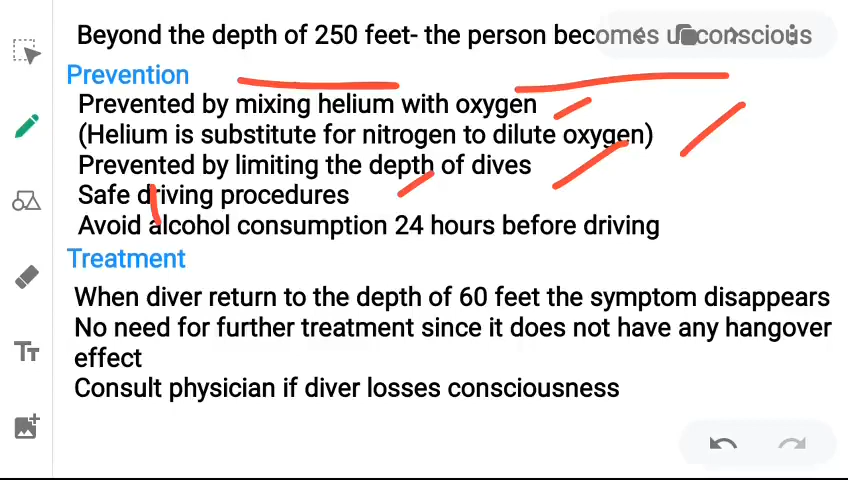 Beyond the depth of 250 feet- the person becomes unconscious
Prevention
Prevented by mixing helium with oxygen
(Helium is substitute for nitrogen to dilute oxygen)
Prevented by limiting the depth of dives
Safe driving procedures
Avoid alcohol consumption 24 hours before driving
Treatment
When diver return to the depth of 60 feet the symptom disappears
No need for further treatment since it does not have any hangover
effect
Consult physician if diver losses consciousness
TT